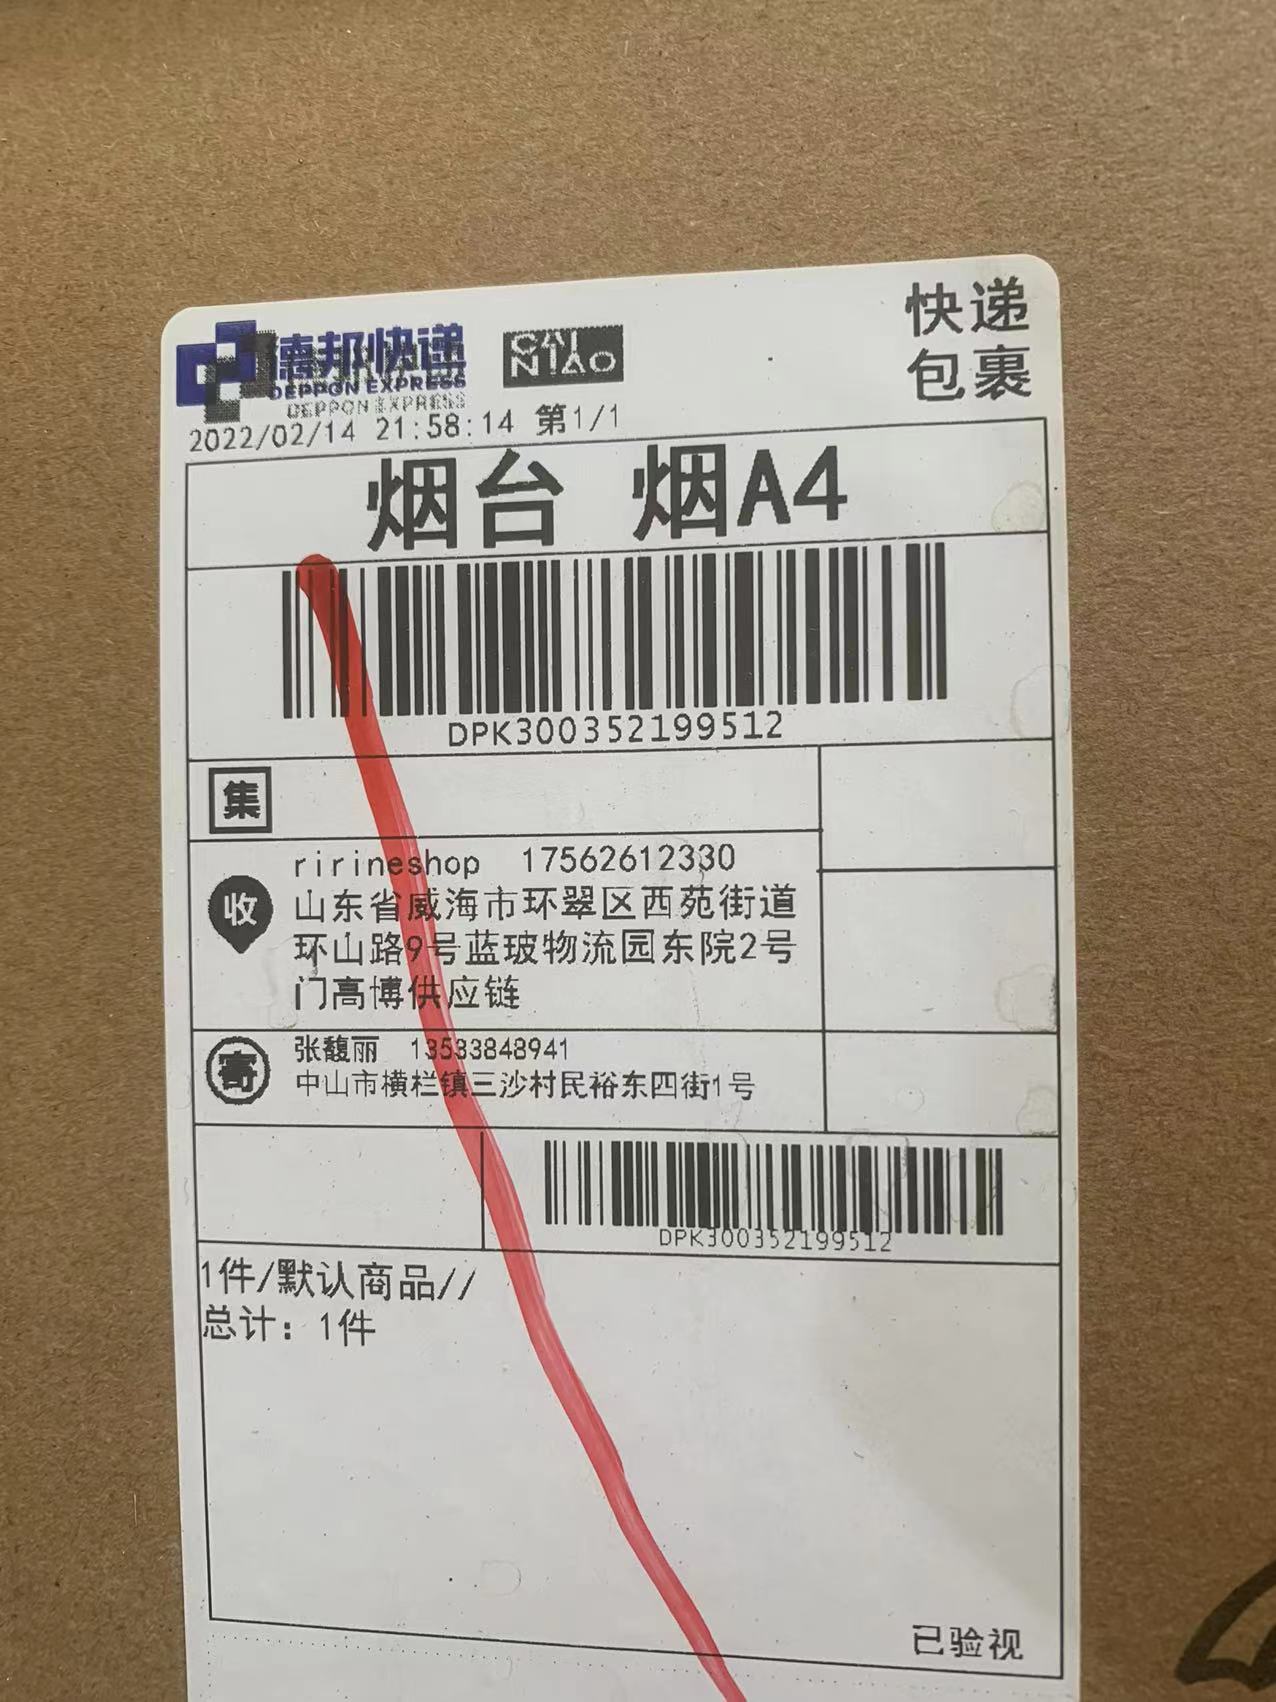 德邦快递
DEPPON EXPRESS
DEPPON EXPRESS
CAI
NIAO
快递
包裹
2022/02/14 21:58:14 第1/1
烟台 烟A4
DPK300352199512
集
收
ririneshop 17562612330
山东省威海市环翠区西苑街道
环山路9号蓝玻物流园东院2号
门高博供应链
寄
张馥丽 13533848941
中山市横栏镇三沙村民裕东四街1号
DPK300352199512
1件/默认商品//
总计：1件
已验视